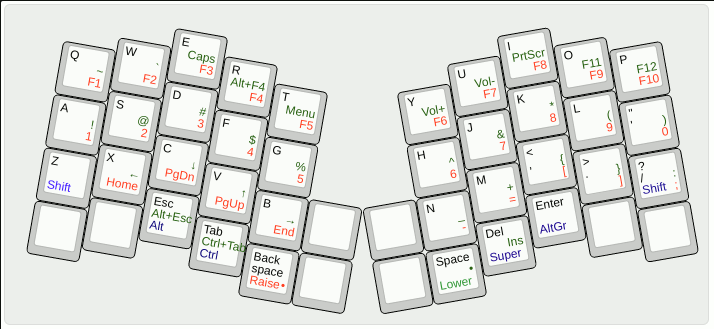 Q ~ F1
W ` F2
E Caps F3
R Alt+F4 F4
T Menu F5
Y Vol+ F6
U Vol- F7
I PrtScr F8
O F11 F9
P F12 F10
A ! 1
S @ 2
D # 3
F $ 4
G % 5
H ^ 6
J & 7
K * 8
L ( 9
" ' ) 0
Z Shift
X ← Home
C ↓ PgDn
V ↑ PgUp
B → End
N _ -
M + =
< , { [
> . } ]
? / Shift : ;
Esc
Alt+Esc
Alt
Tab
Ctrl+Tab
Ctrl
Back
space
Raise•
Space
•
Lower
Del
Ins
Super
Enter
AltGr